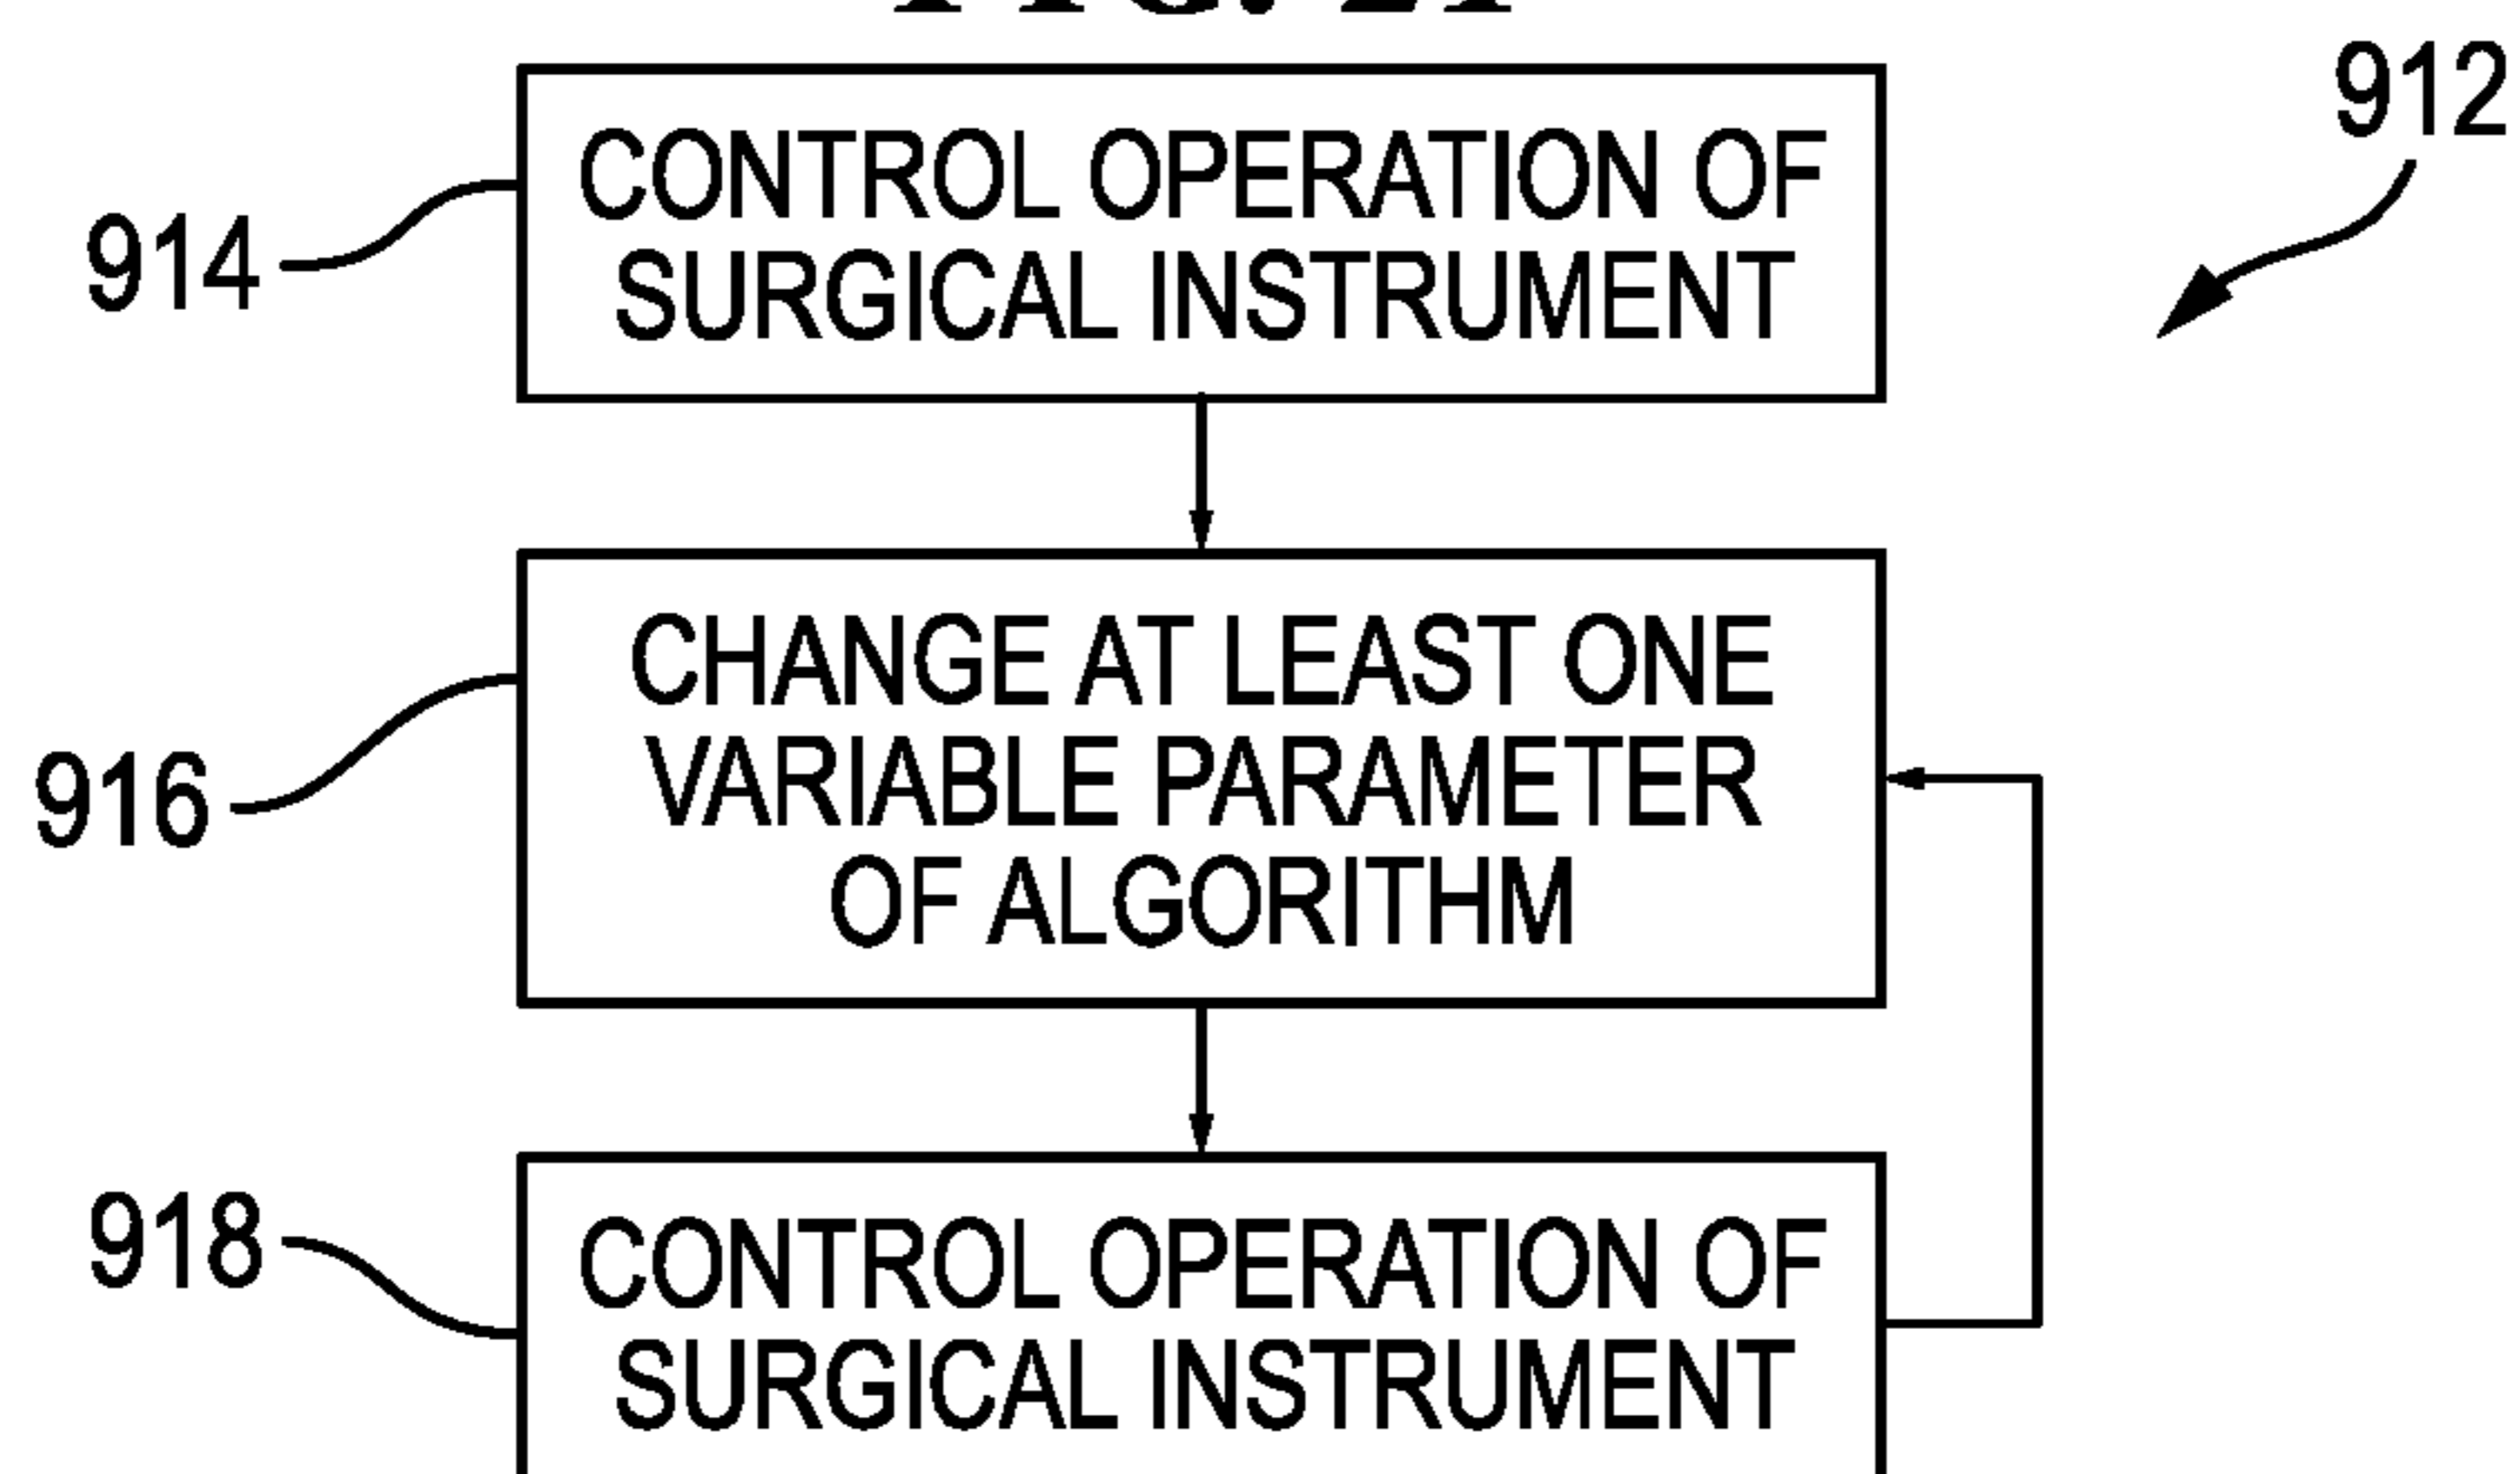 912
914
CONTROL OPERATION OF
SURGICAL INSTRUMENT
916
CHANGE AT LEAST ONE
VARIABLE PARAMETER
OF ALGORITHM
918
CONTROL OPERATION OF
SURGICAL INSTRUMENT